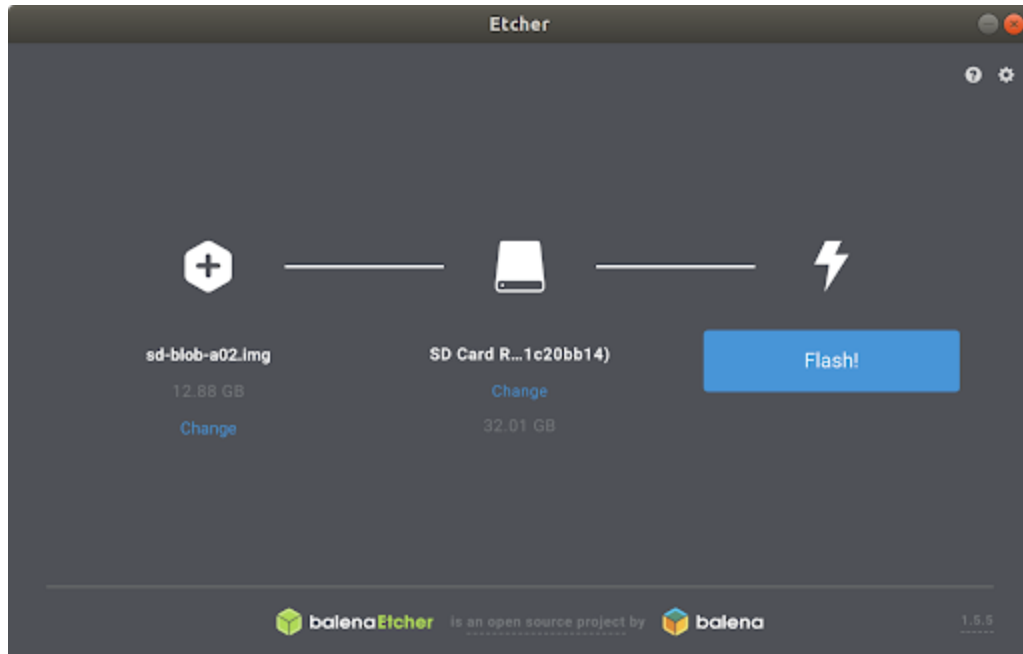 Etcher
sd-blob-a02.img
12.88 GB
Change
SD Card R...1c20bb14)
Change
32.01 GB
Flash!
balenaEtcher is an open source project by balena
1.5.5